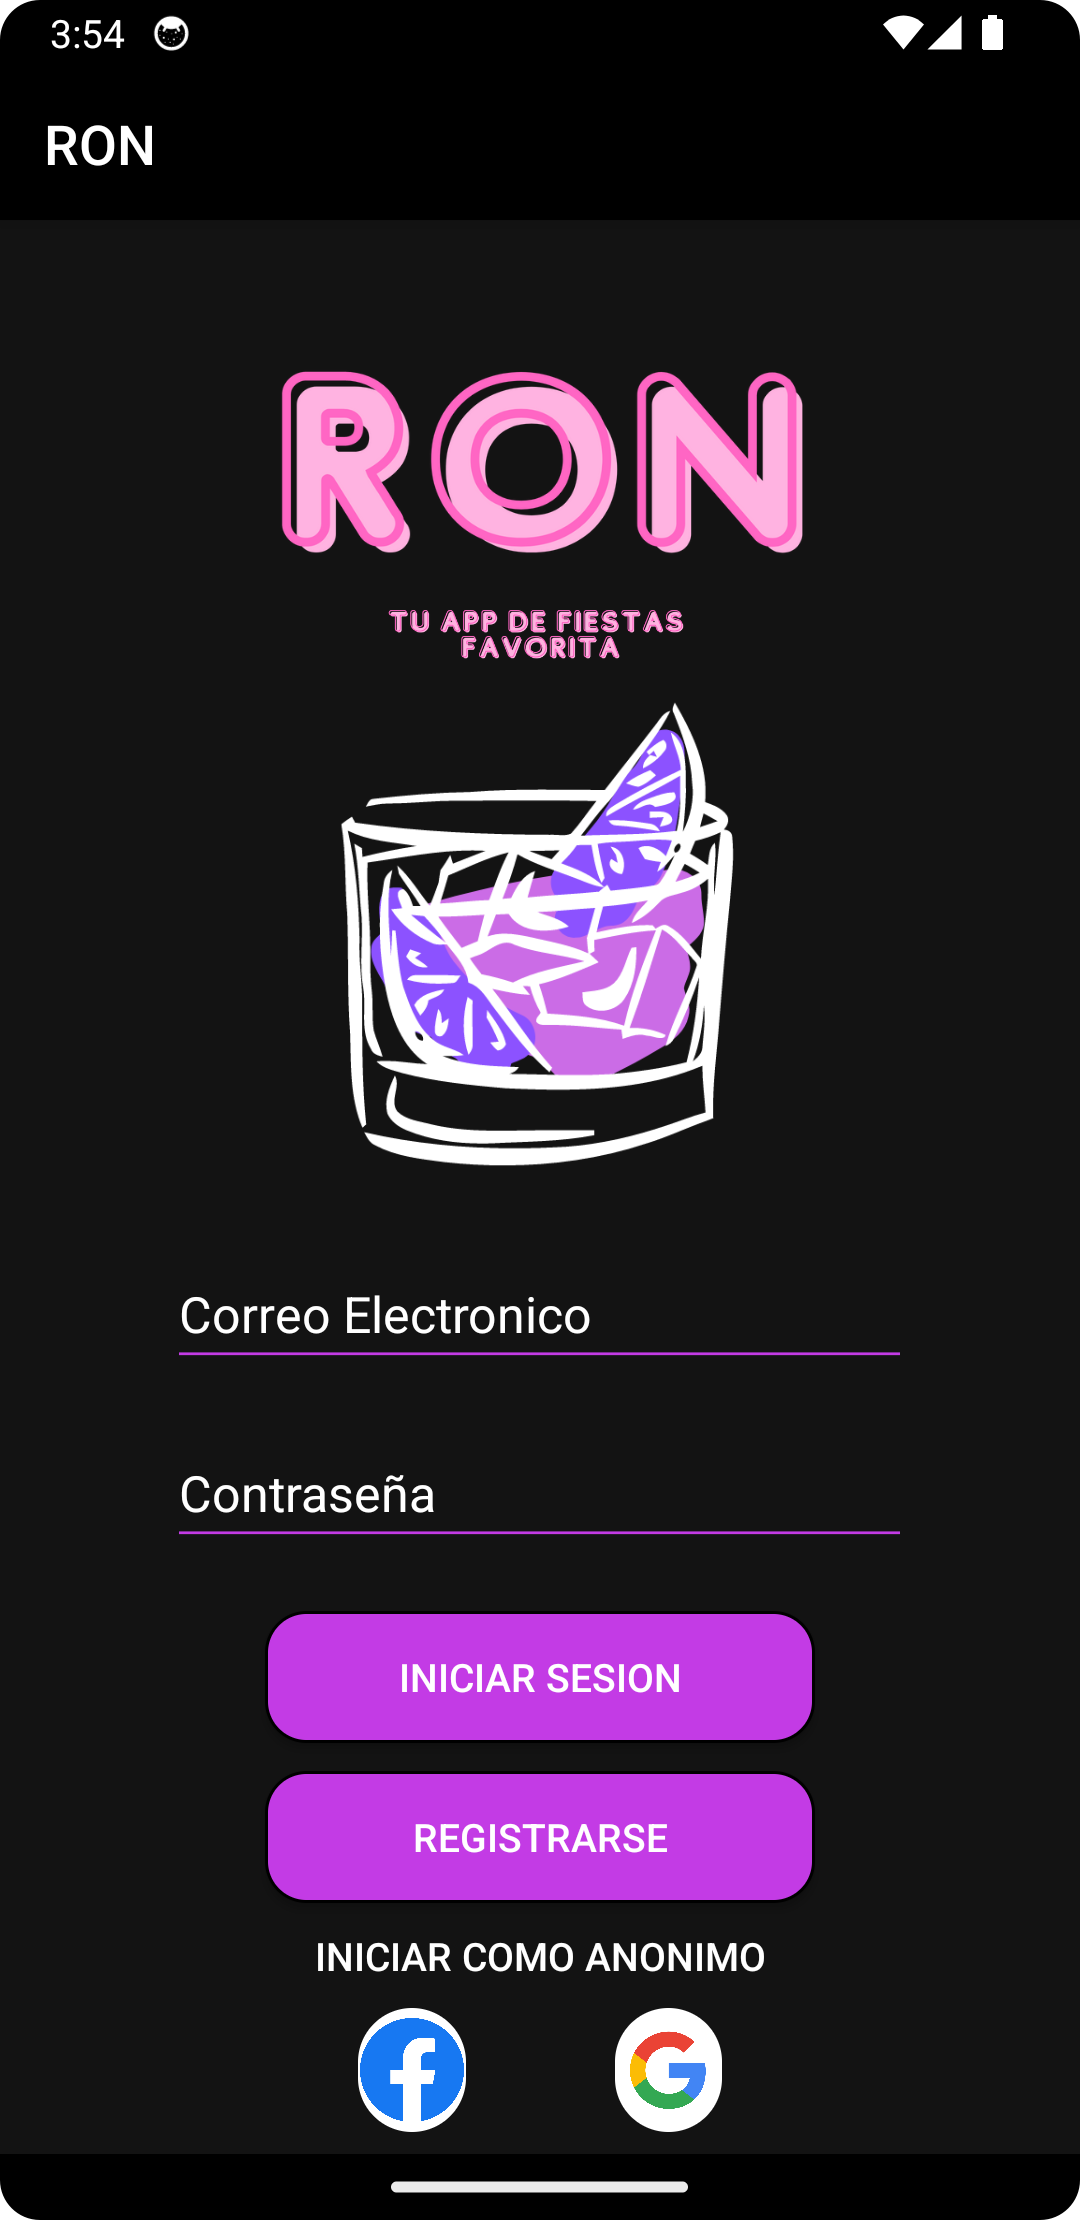 3:54
RON
RON
TU APP DE FIESTAS
FAVORITA
Correo Electronico
Contraseña
INICIAR SESION
REGISTRARSE
INICIAR COMO ANONIMO